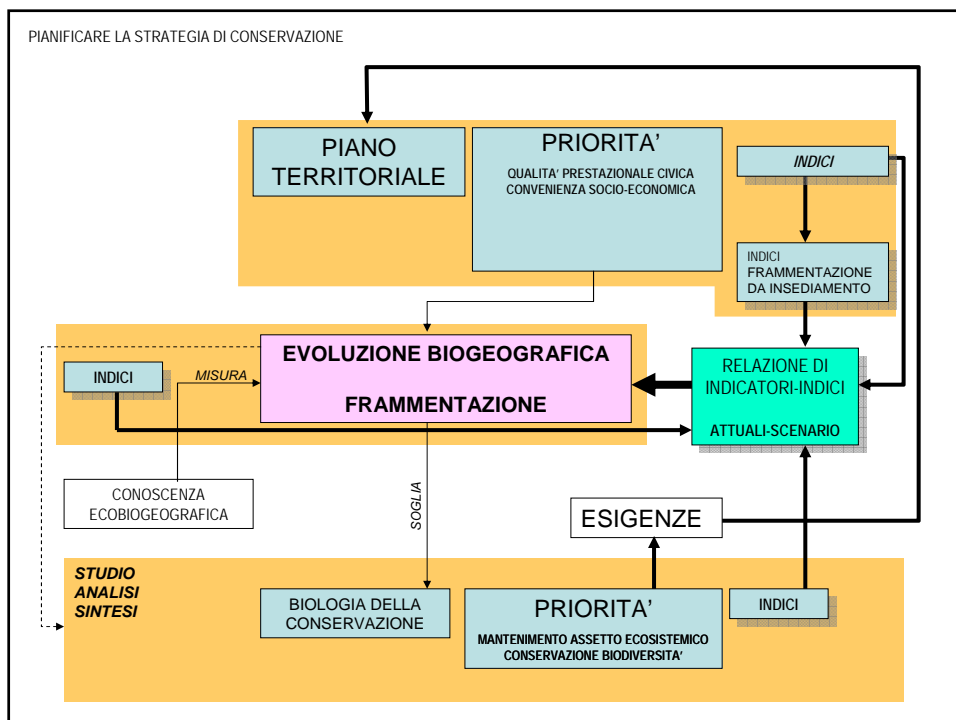 PIANIFICARE LA STRATEGIA DI CONSERVAZIONE
PIANO
TERRITORIALE
PRIORITA’
QUALITA’ PRESTAZIONALE CIVICA
CONVENIENZA SOCIO-ECONOMICA
INDICI
INDICI
FRAMMENTAZIONE
DA INSEDIAMENTO
INDICI
MISURA
EVOLUZIONE BIOGEOGRAFICA
FRAMMENTAZIONE
RELAZIONE DI
INDICATORI-INDICI
ATTUALI-SCENARIO
CONOSCENZA
ECOBIOGEOGRAFICA
SOGLIA
ESIGENZE
STUDIO
ANALISI
SINTESI
BIOLOGIA DELLA
CONSERVAZIONE
PRIORITA’
MANTENIMENTO ASSETTO ECOSISTEMICO
CONSERVAZIONE BIODIVERSITA’
INDICI